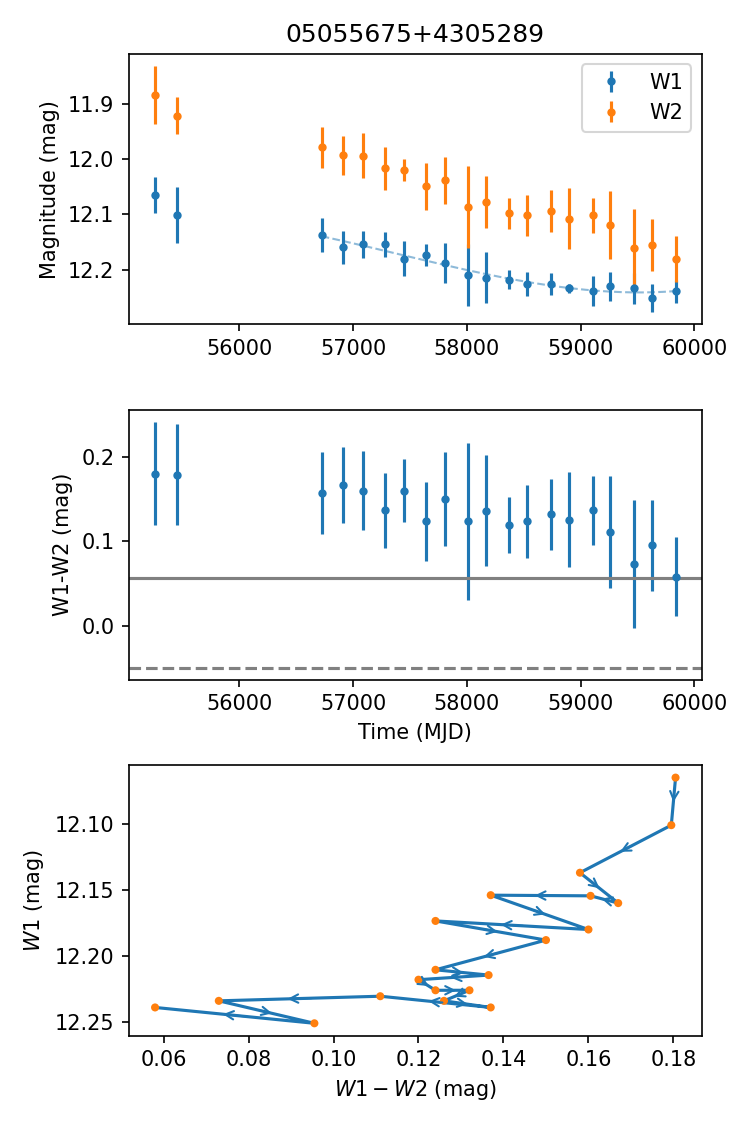 05055675+4305289
W1
W2
Magnitude (mag)
11.9
12.0
12.1
12.2
56000 57000 58000 59000 60000
W1-W2 (mag)
0.2
0.1
0.0
56000 57000 58000 59000 60000
Time (MJD)
W1 (mag)
12.10
12.15
12.20
12.25
0.06 0.08 0.10 0.12 0.14 0.16 0.18
W1 − W2 (mag)